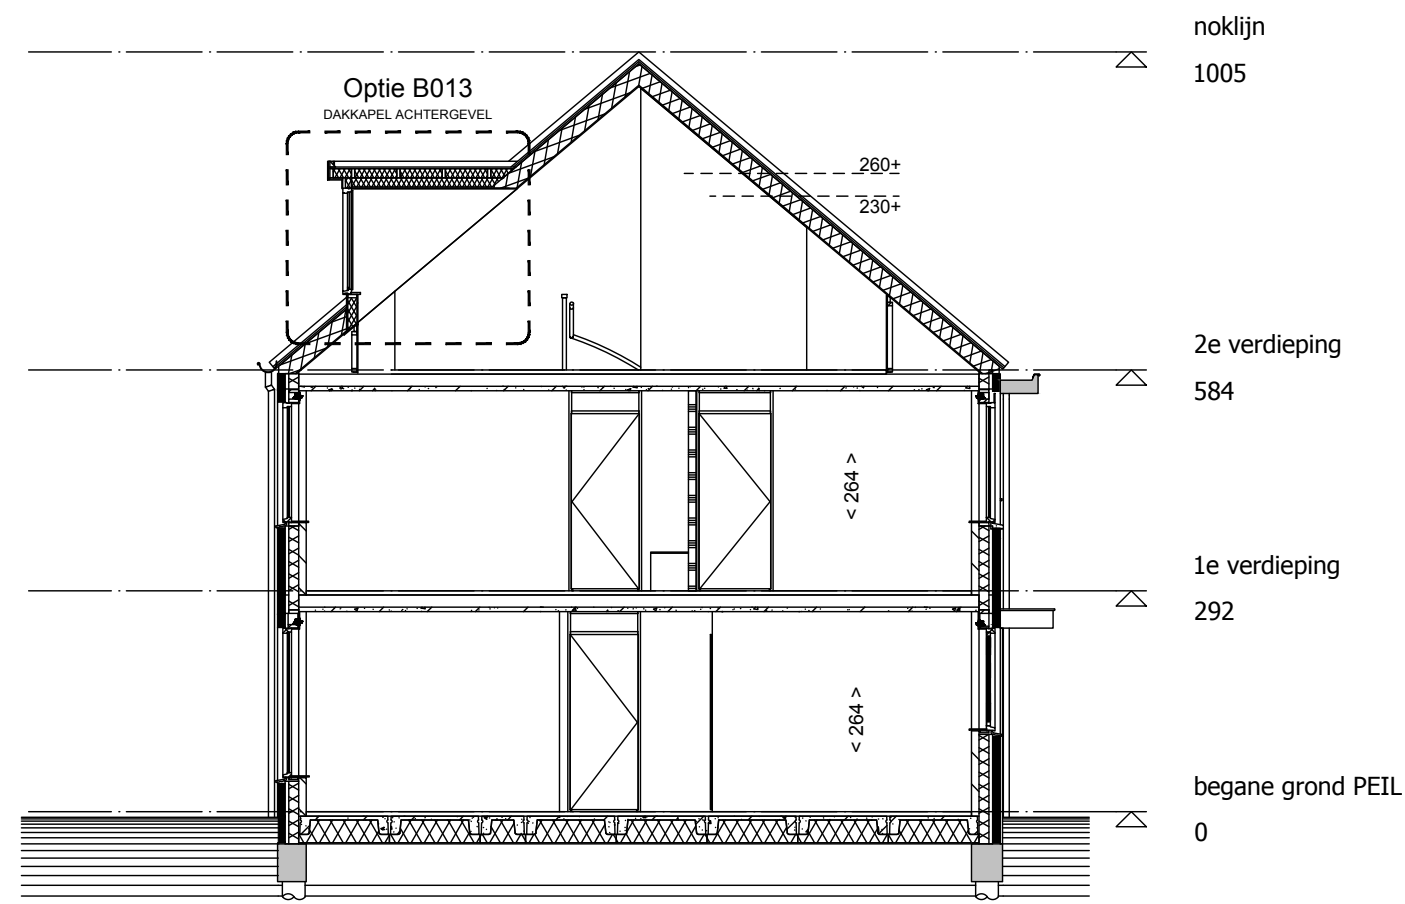 noklijn
1005
Optie B013
DAKKAPEL ACHTERGEVEL
260+
230+
2e verdieping
584
< 264 >
1e verdieping
292
< 264 >
begane grond PEIL
0